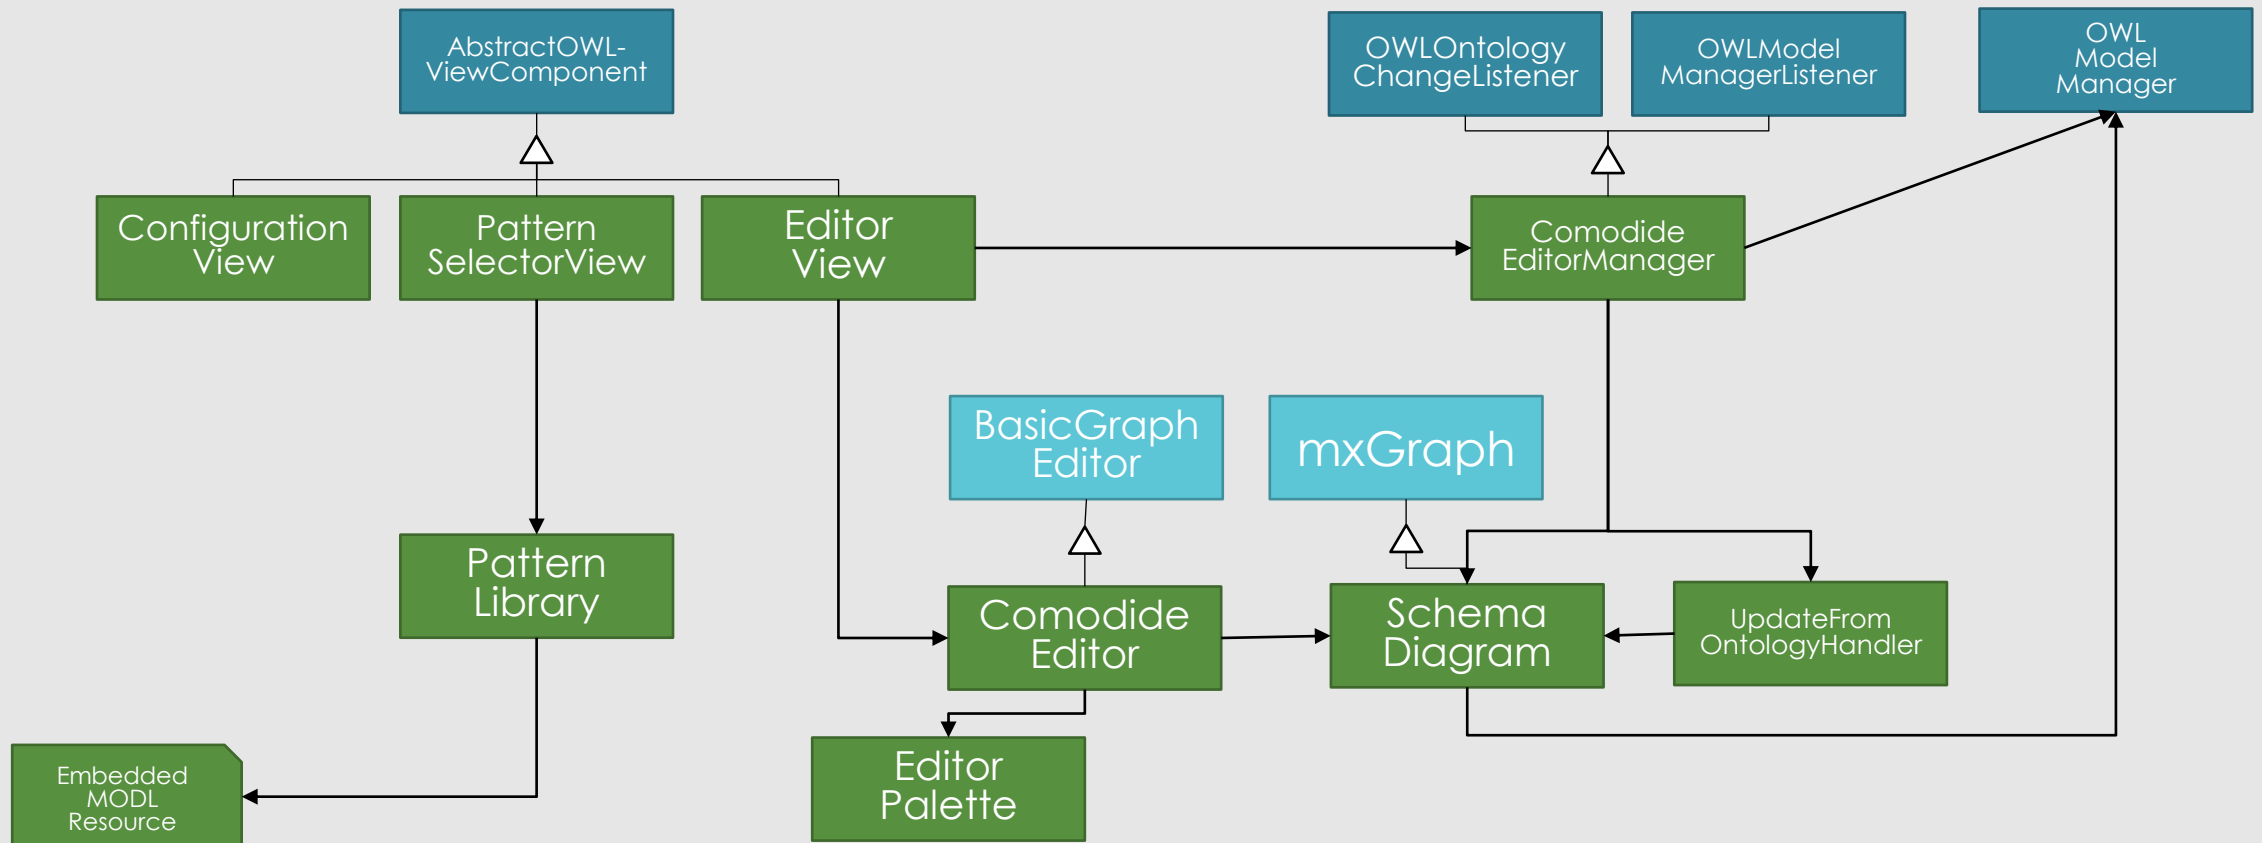 AbstractOWL-
ViewComponent
OWLOntology
ChangeListener
OWLModel
ManagerListener
OWL
Model
Manager
Configuration
View
Pattern
SelectorView
Editor
View
Comodide
EditorManager
BasicGraph
Editor
mxGraph
Pattern
Library
Comodide
Editor
Schema
Diagram
UpdateFrom
OntologyHandler
Embedded
MODL
Resource
Editor
Palette